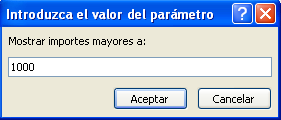 Introduzca el valor del parámetro
Mostrar importes mayores a:
1000
Aceptar
Cancelar